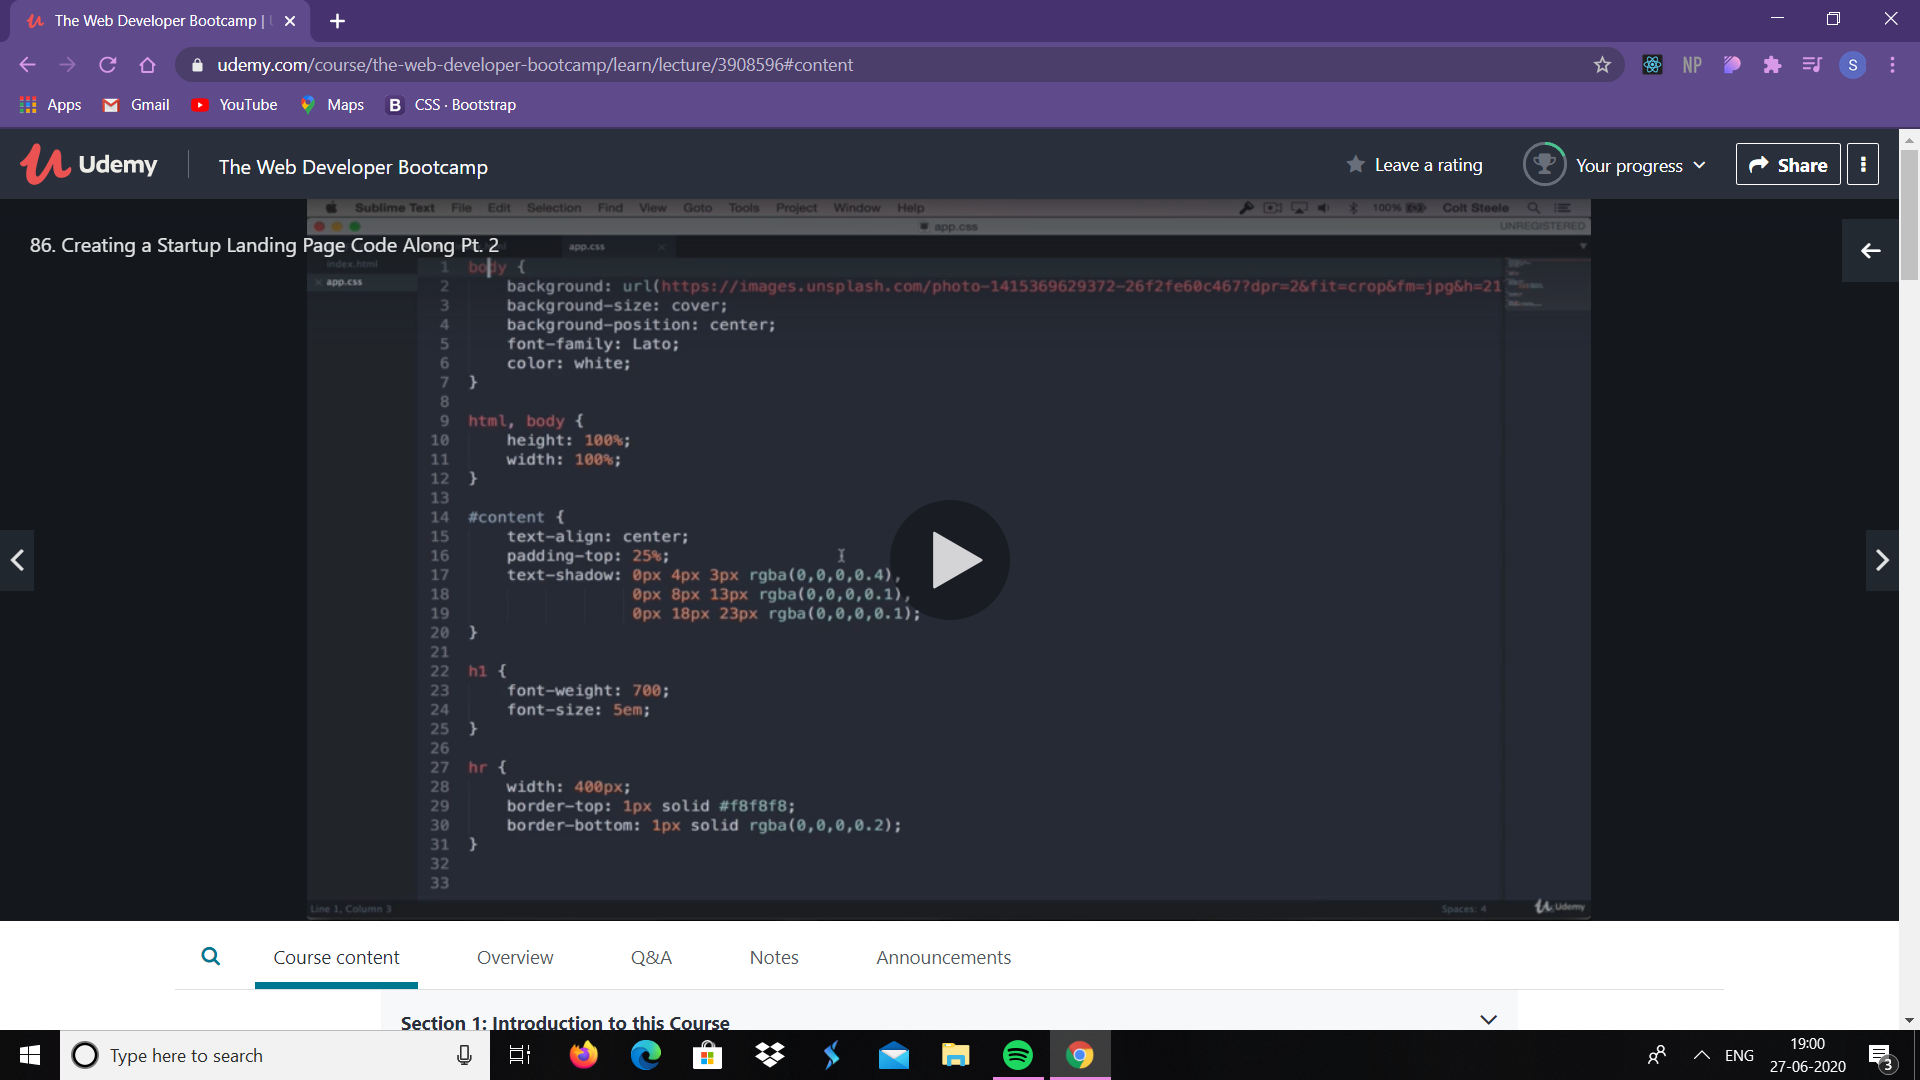 The Web Developer Bootcamp |
udemy.com/course/the-web-developer-bootcamp/learn/lecture/3908596#content
NP
S
Apps
Gmail
YouTube
Maps
B
CSS · Bootstrap
Udemy
The Web Developer Bootcamp
Leave a rating
Your progress
Share
Sublime Text File Edit Selection Find View Goto Tools Project Window Help
100%
Colt Steele
app.css
UNREGISTERED
86. Creating a Startup Landing Page Code Along Pt. 2
app.css
index.html
app.css
1 body {
2 background: url(https://images.unsplash.com/photo-1415369629372-26f2fe60c467?dpr=2&fit=crop&fm=jpg&h=21
3 background-size: cover;
4 background-position: center;
5 font-family: Lato;
6 color: white;
7 }
8
9 html, body {
10 height: 100%;
11 width: 100%;
12 }
13
14 #content {
15 text-align: center;
16 padding-top: 25%;
17 text-shadow: 0px 4px 3px rgba(0,0,0,0.4),
18 0px 8px 13px rgba(0,0,0,0.1),
19 0px 18px 23px rgba(0,0,0,0.1);
20 }
21
22 h1 {
23 font-weight: 700;
24 font-size: 5em;
25 }
26
27 hr {
28 width: 400px;
29 border-top: 1px solid #f8f8f8;
30 border-bottom: 1px solid rgba(0,0,0,0.2);
31 }
32
33
Line 1, Column 3
Spaces: 4
Udemy
Course content
Overview
Q&A
Notes
Announcements
Section 1: Introduction to this Course
Type here to search
ENG
19:00
27-06-2020
3